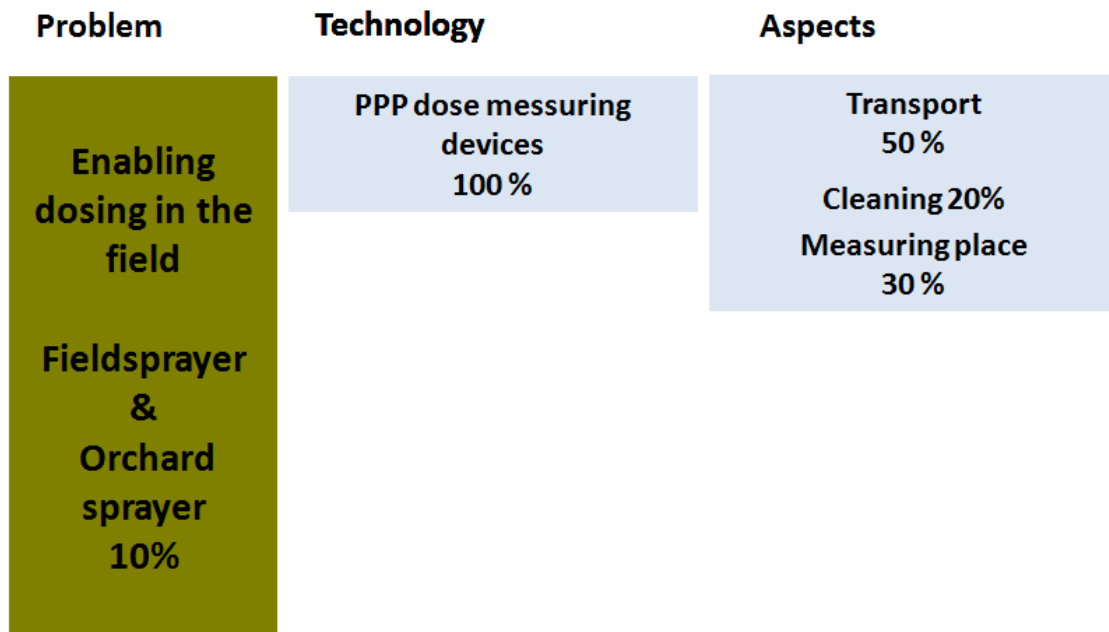 Problem
Technology
Aspects
Enabling
dosing in the
field
Fieldsprayer
&
Orchard
sprayer
10%
PPP dose messuring
devices
100 %
Transport
50 %
Cleaning 20%
Measuring place
30 %